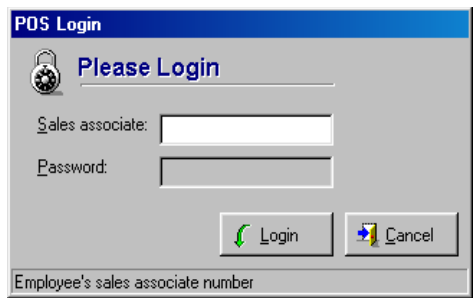 POS Login
Please Login
Sales associate:
Password:
Login
Cancel
Employee's sales associate number